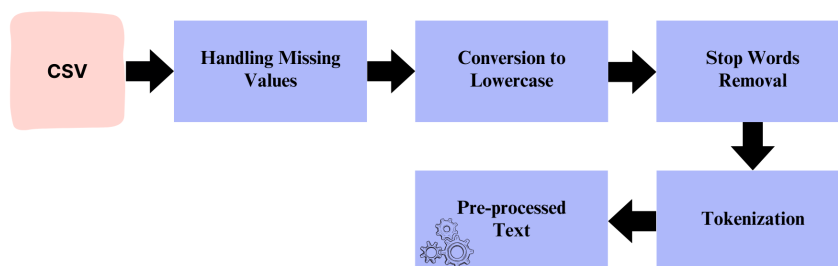 CSV
Handling Missing
Values
Conversion to
Lowercase
Stop Words
Removal
Tokenization
Pre-processed
Text